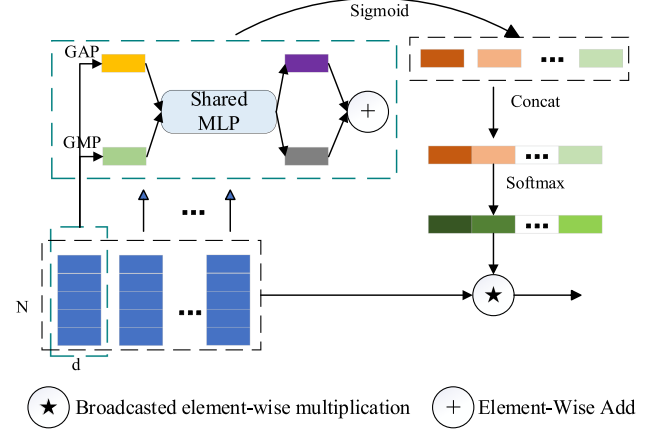 Sigmoid
GAP
Shared
MLP
+
GMP
Concat
Softmax
N
d
Broadcasted element-wise multiplication
+ Element-Wise Add